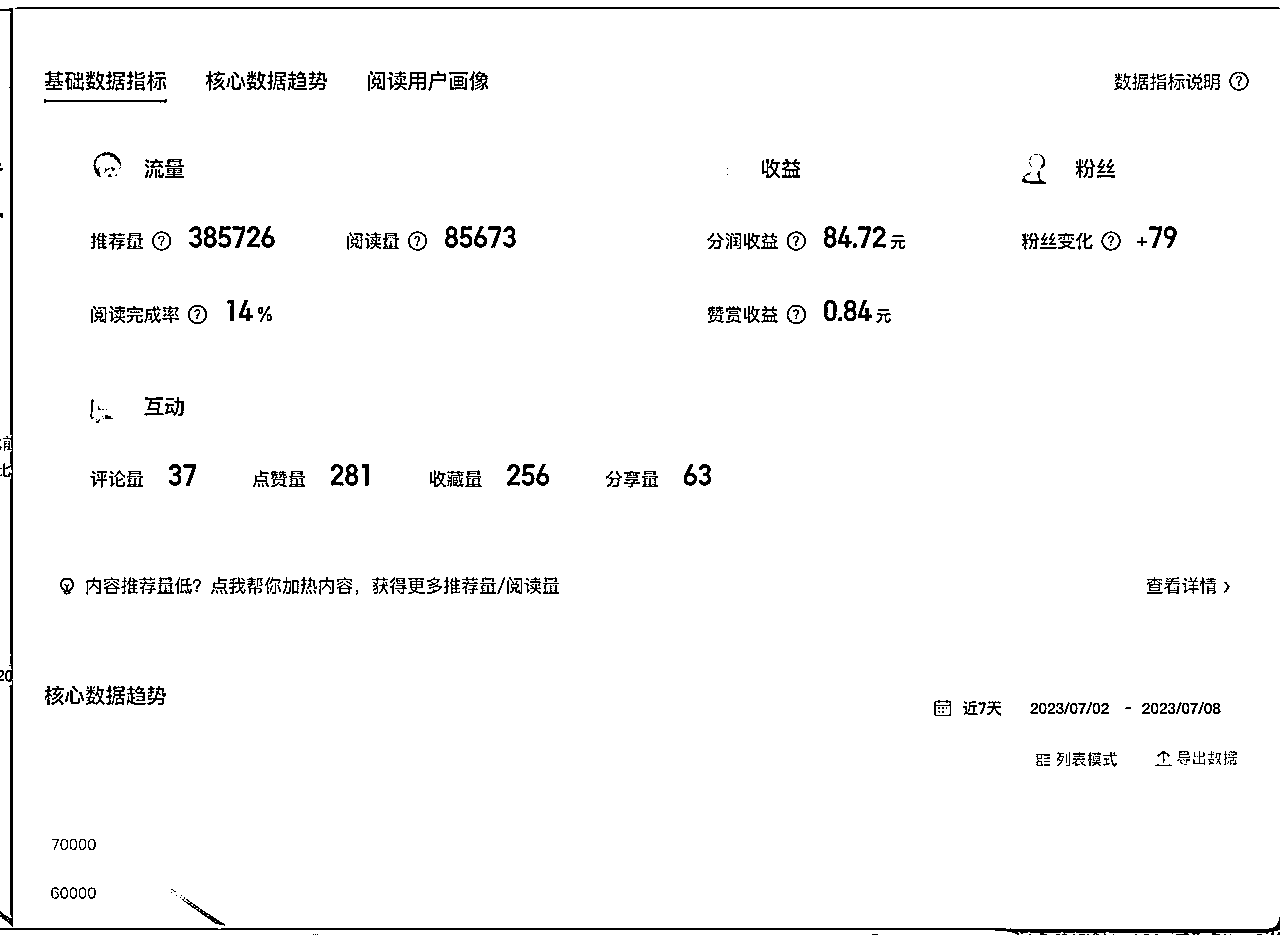 基础数据指标 核心数据趋势 阅读用户画像 数据指标说明 ?
流量 收益 粉丝
推荐量 ? 385726 阅读量 ? 85673 分润收益 ? 84.72元 粉丝变化 ? +79
阅读完成率 ? 14% 赞赏收益 ? 0.84元
互动
评论量 37 点赞量 281 收藏量 256 分享量 63
内容推荐量低？点我帮你加热内容，获得更多推荐量/阅读量 查看详情 >
核心数据趋势
近7天 2023/07/02 - 2023/07/08
列表模式 导出数据
70000
60000